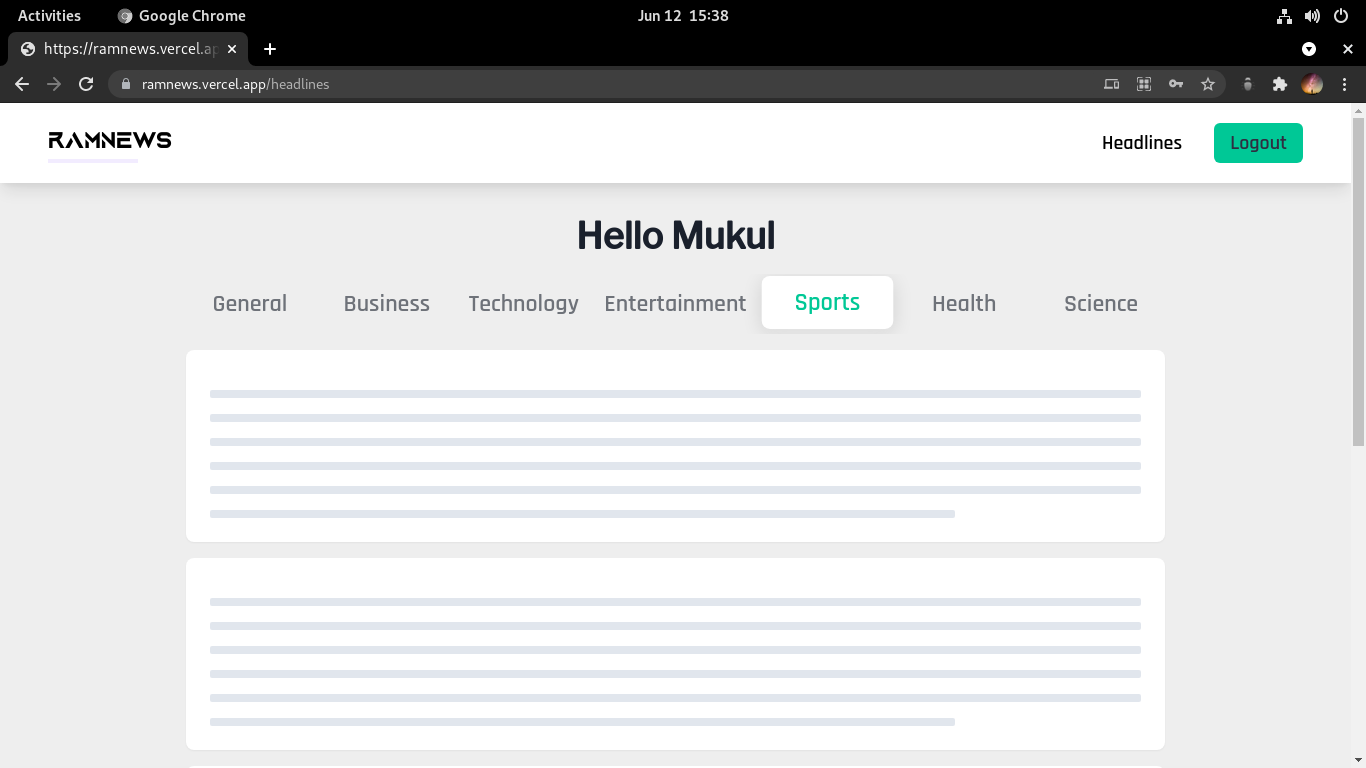 Activities Google Chrome Jun 12 15:38
https://ramnews.vercel.ap
ramnews.vercel.app/headlines
RAMNEWS Headlines Logout
Hello Mukul
General Business Technology Entertainment Sports Health Science